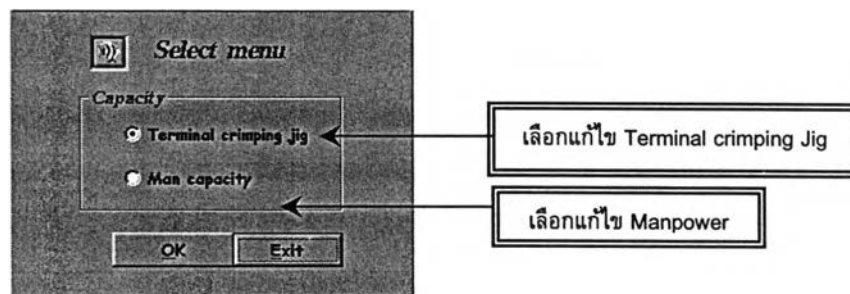 Select menu
Capacity
Terminal crimping Jig
Man capacity
OK Exit
เลือกแก้ไข Terminal crimping Jig
เลือกแก้ไข Manpower